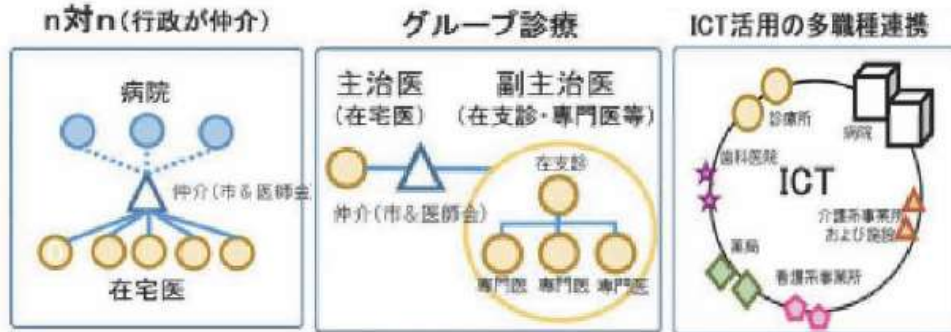 n対n(行政が仲介)
病院
仲介(市&医師会)
在宅医
グループ診療
主治医
(在宅医)
副主治医
(在支診・専門医等)
在支診
仲介(市&医師会)
専門医 専門医 専門医
ICT活用の多職種連携
診療所
病院
歯科医院
ICT
介護系事業所
および施設
薬局
看護系事業所